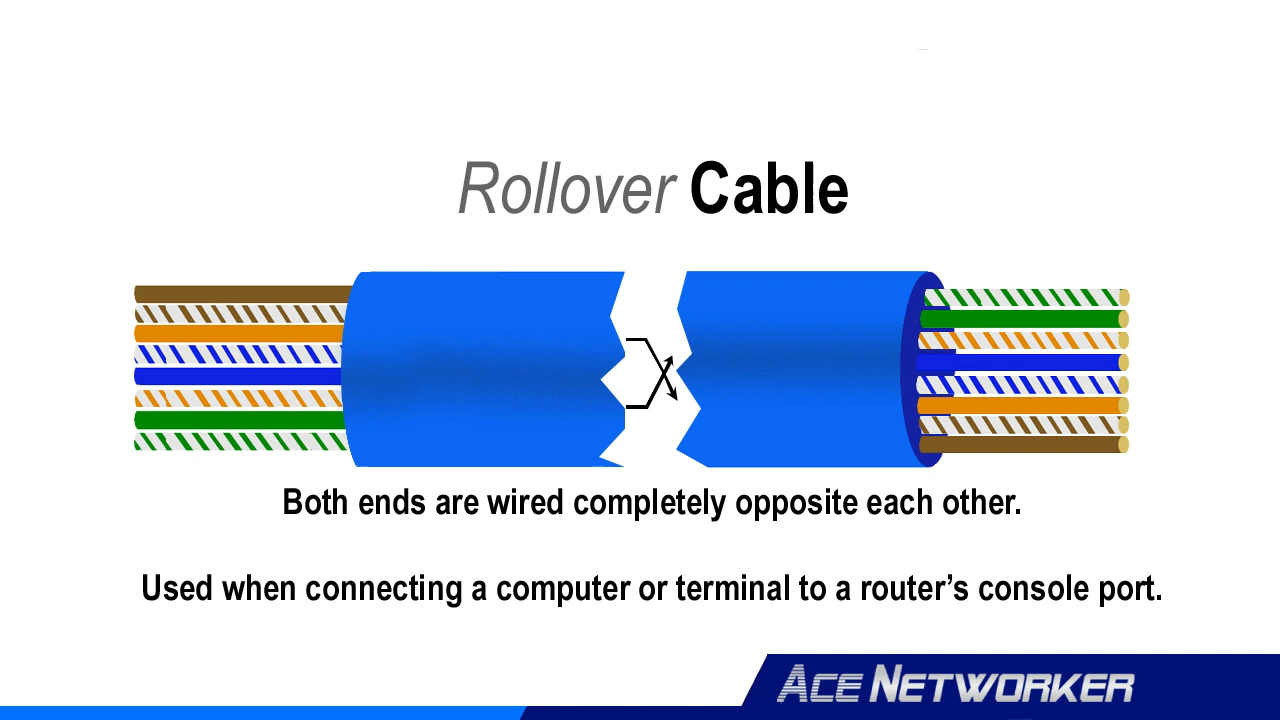 Rollover Cable
Both ends are wired completely opposite each other.
Used when connecting a computer or terminal to a router’s console port.
ACE NETWORKER